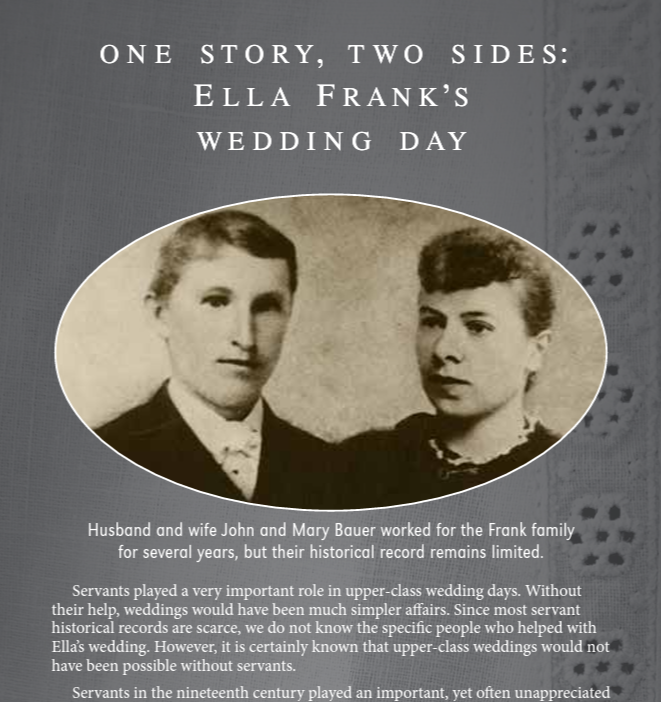 ONE STORY, TWO SIDES:
ELLA FRANK'S
WEDDING DAY
Husband and wife John and Mary Bauer worked for the Frank family
for several years, but their historical record remains limited.
Servants played a very important role in upper-class wedding days. Without
their help, weddings would have been much simpler affairs. Since most servant
historical records are scarce, we do not know the specific people who helped with
Ella's wedding. However, it is certainly known that upper-class weddings would not
have been possible without servants.
Servants in the nineteenth century played an important, yet often unappreciated